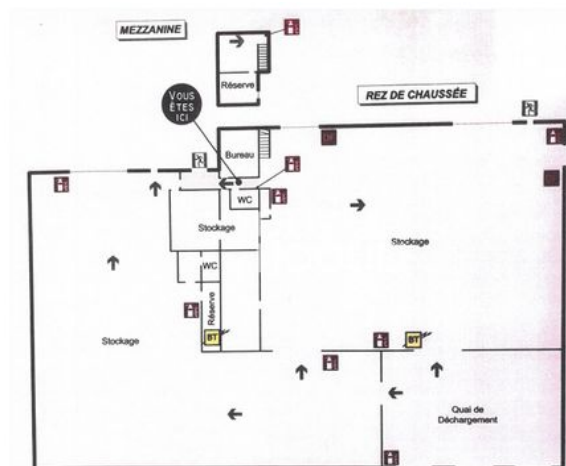 MEZZANINE
Réserve
VOUS
ÊTES
ICI
REZ DE CHAUSSÉE
Bureau
WC
Stockage
Stockage
WC
Réserve
BT
Stockage
BT
Quai de
Déchargement